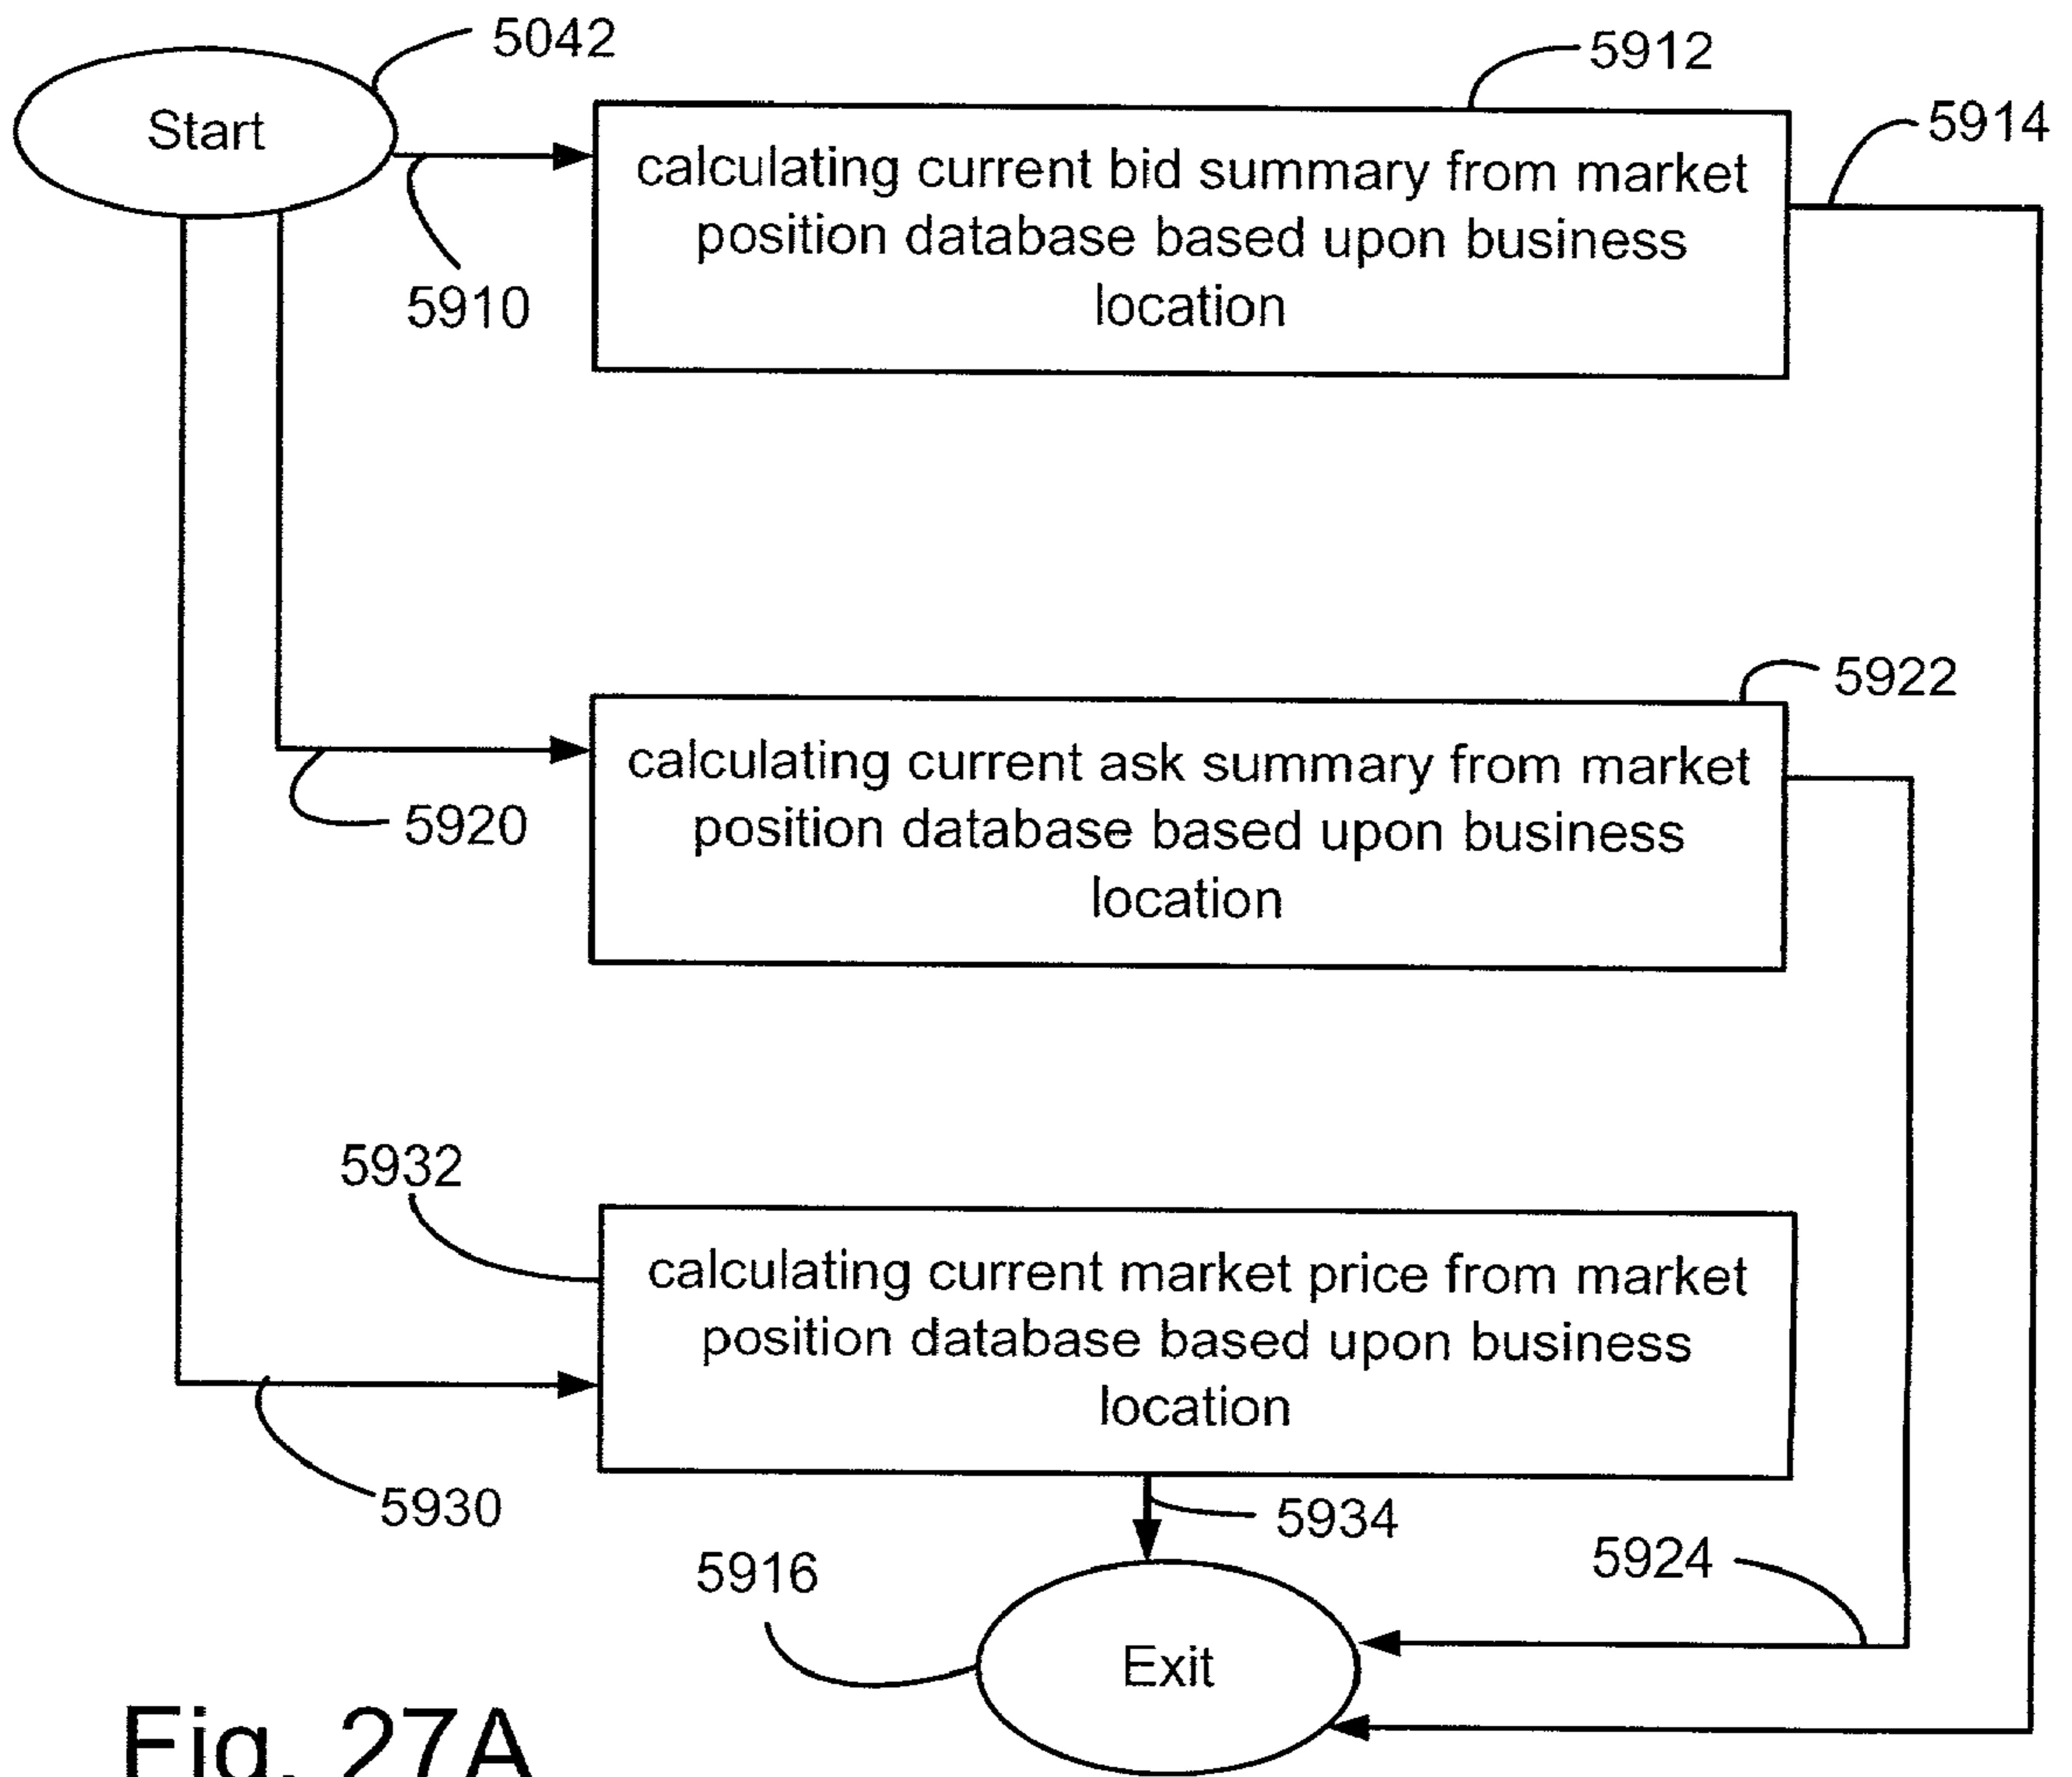 5042
Start
5910
5912
calculating current bid summary from market
position database based upon business
location
5914
5922
calculating current ask summary from market
position database based upon business
location
5920
5932
calculating current market price from market
position database based upon business
location
5930
5934
5924
5916
Exit
Fig. 27A